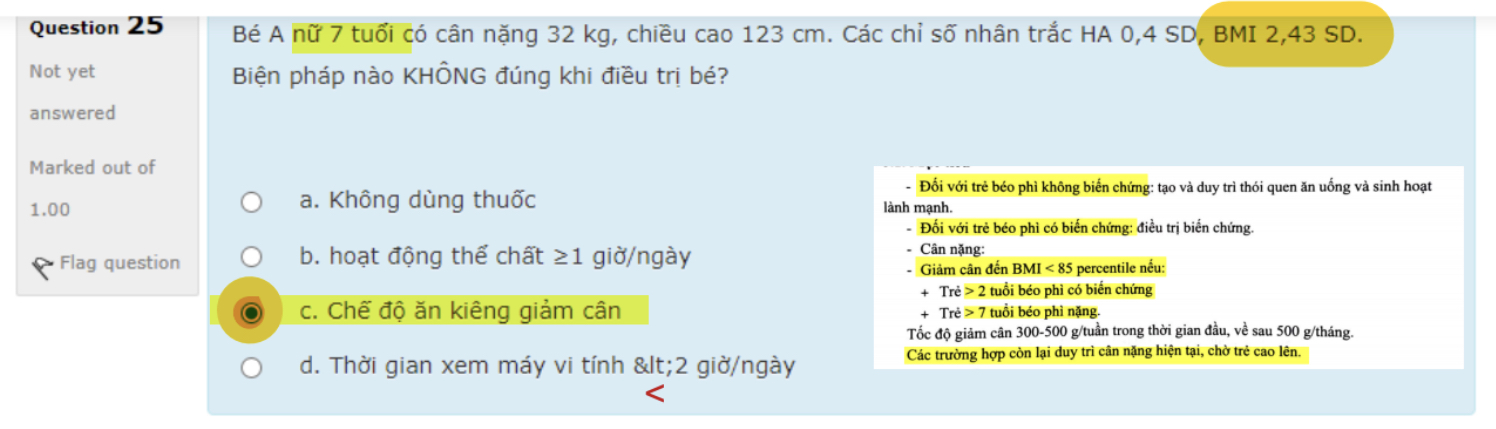 Question 25
Not yet
answered
Marked out of
1.00
Flag question
Bé A nữ 7 tuổi có cân nặng 32 kg, chiều cao 123 cm. Các chỉ số nhân trắc HA 0,4 SD, BMI 2,43 SD.
Biện pháp nào KHÔNG đúng khi điều trị bé?
a. Không dùng thuốc
b. hoạt động thể chất ≥1 giờ/ngày
c. Chế độ ăn kiêng giảm cân
d. Thời gian xem máy vi tính &lt;2 giờ/ngày
<
- Đối với trẻ béo phì không biến chứng: tạo và duy trì thói quen ăn uống và sinh hoạt
lành mạnh.
- Đối với trẻ béo phì có biến chứng: điều trị biến chứng.
- Cân nặng:
- Giảm cân đến BMI < 85 percentile nếu:
+ Trẻ > 2 tuổi béo phì có biến chứng
+ Trẻ > 7 tuổi béo phì nặng.
Tốc độ giảm cân 300-500 g/tuần trong thời gian đầu, về sau 500 g/tháng.
Các trường hợp còn lại duy trì cân nặng hiện tại, chờ trẻ cao lên.